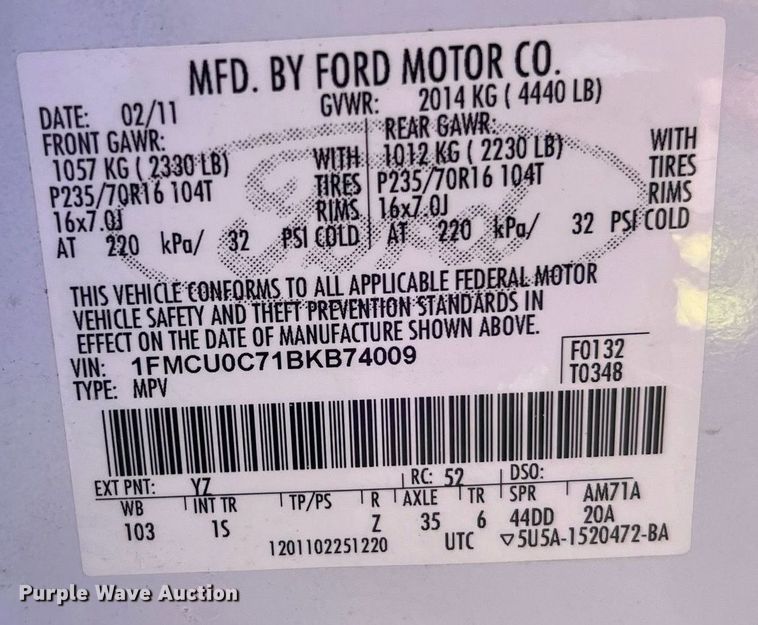 MFD. BY FORD MOTOR CO.
DATE: 02/11 GVWR: 2014 KG ( 4440 LB)
FRONT GAWR: REAR GAWR:
1057 KG ( 2330 LB) WITH 1012 KG ( 2230 LB) WITH
P235/70R16 104T TIRES P235/70R16 104T TIRES
16x7.0J RIMS 16x7.0J RIMS
AT 220 kPa/ 32 PSI COLD AT 220 kPa/ 32 PSI COLD
Ford
THIS VEHICLE CONFORMS TO ALL APPLICABLE FEDERAL MOTOR
VEHICLE SAFETY AND THEFT PREVENTION STANDARDS IN
EFFECT ON THE DATE OF MANUFACTURE SHOWN ABOVE.
VIN: 1FMCU0C71BKB74009 F0132
TYPE: MPV T0348
EXT PNT: YZ RC: 52 DSO:
WB INT TR TP/PS R AXLE TR SPR AM71A
103 1S Z 35 6 44DD 20A
1201102251220 UTC ▽5U5A-1520472-BA
Purple Wave Auction